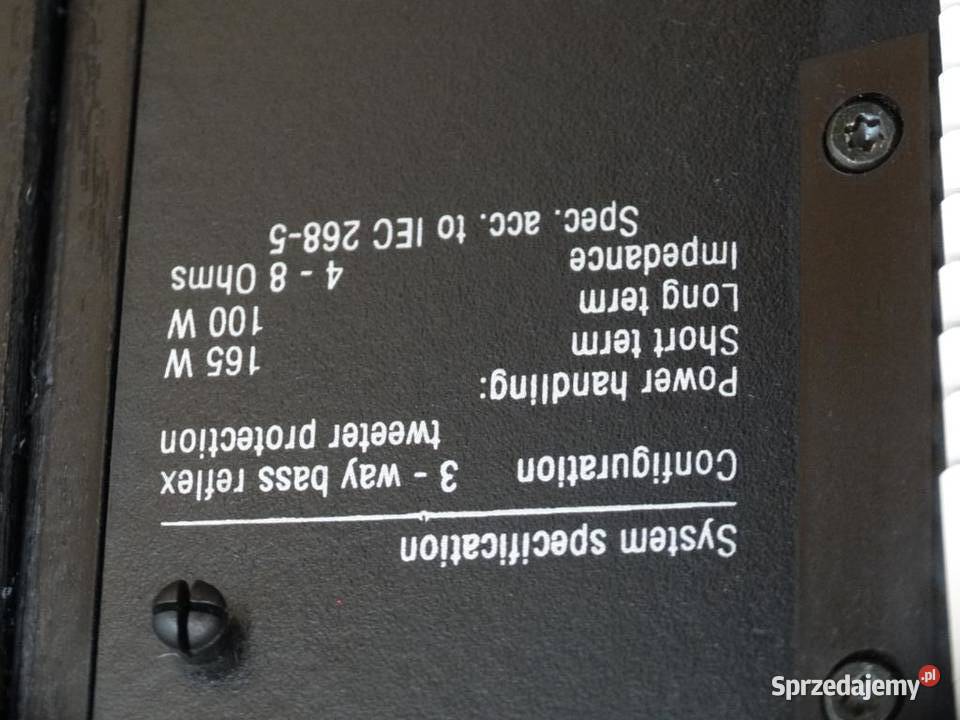 System specification
Configuration 3 - way bass reflex
tweeter protection
Power handling:
Short term 165 W
Long term 100 W
Impedance 4 - 8 Ohms
Spec. acc. to IEC 268-5
Sprzedajemy.pl